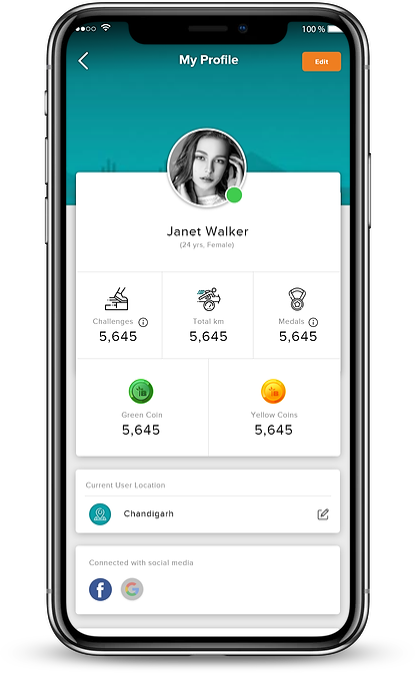 100 %
My Profile
Edit
Janet Walker
(24 yrs, Female)
Challenges
Total km
Medals
5,645
5,645
5,645
Green Coin
Yellow Coins
5,645
5,645
Current User Location
Chandigarh
Connected with social media
f
G